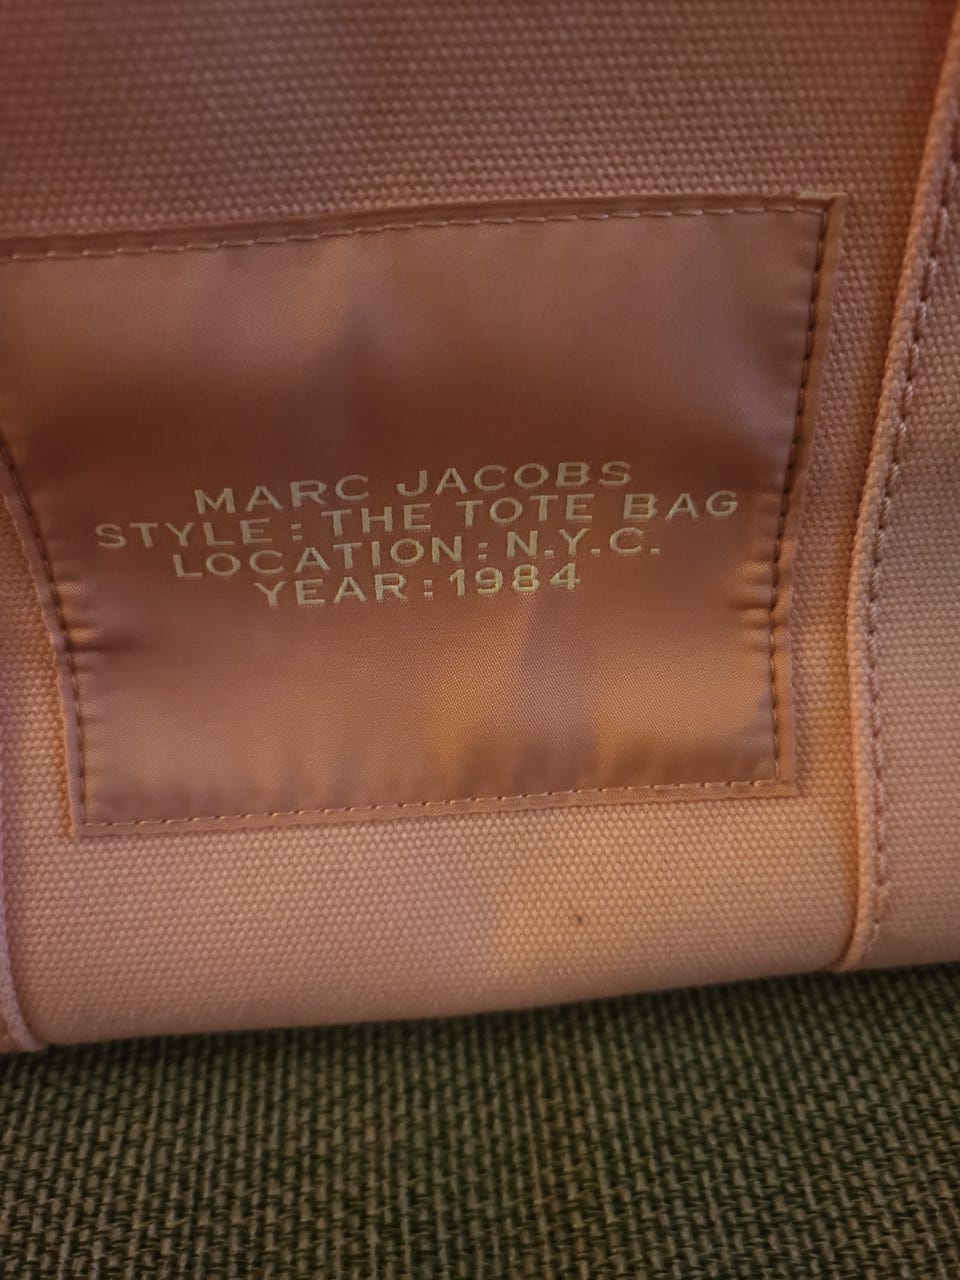 MARC JACOBS
STYLE : THE TOTE BAG
LOCATION : N.Y.C.
YEAR : 1984